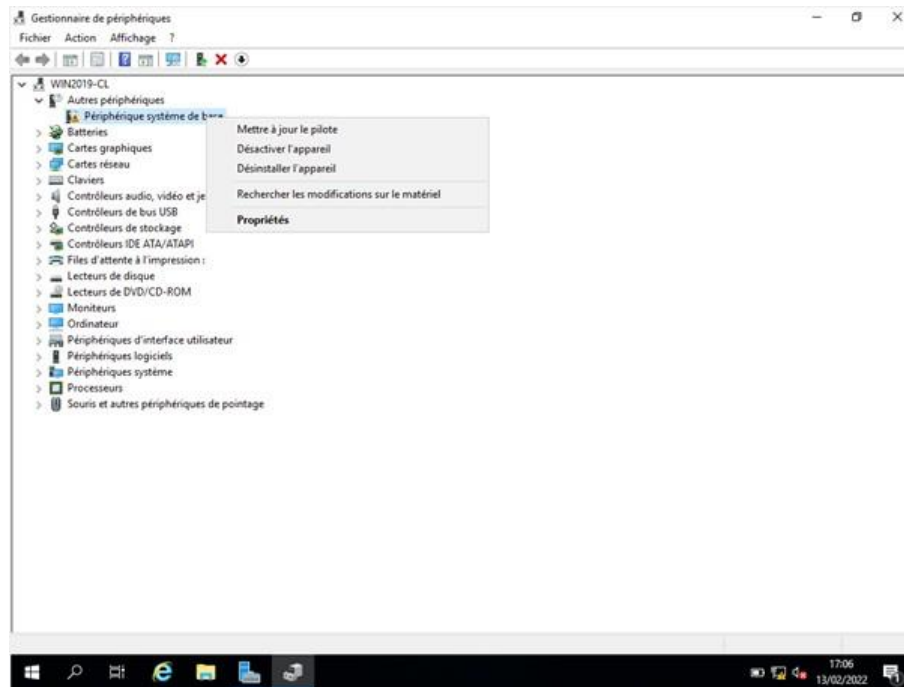 Gestionnaire de périphériques
Fichier Action Affichage ?
WIN2019-CL
Autres périphériques
Périphérique système de base
Batteries
Cartes graphiques
Cartes réseau
Claviers
Contrôleurs audio, vidéo et je
Contrôleurs de bus USB
Contrôleurs de stockage
Contrôleurs IDE ATA/ATAPI
Files d'attente à l'impression :
Lecteurs de disque
Lecteurs de DVD/CD-ROM
Moniteurs
Ordinateur
Périphériques d'interface utilisateur
Périphériques logiciels
Périphériques système
Processeurs
Souris et autres périphériques de pointage
Mettre à jour le pilote
Désactiver l'appareil
Désinstaller l'appareil
Rechercher les modifications sur le matériel
Propriétés
17:06
13/02/2022
1